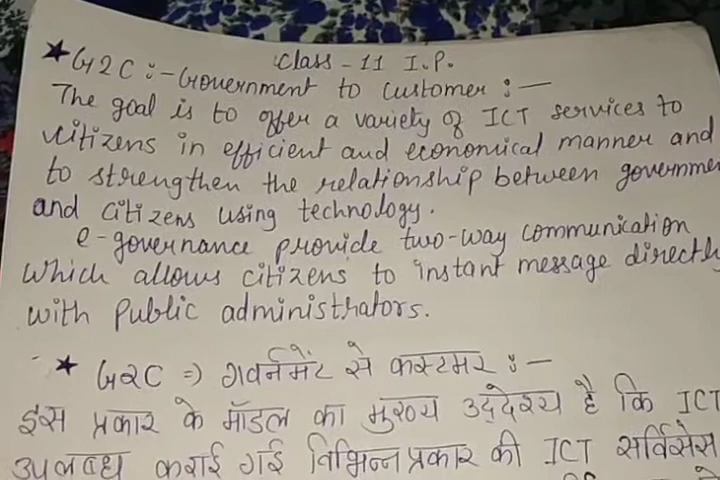 Class - 11 I.P.
★ G2C :- Government to Customer : —
The goal is to offer a variety of ICT services to
citizens in efficient and economical manner and
to strengthen the relationship between governme
and citizens using technology.
e-governance provide two-way communication
which allows citizens to instant message directly
with Public administrators.
★ G2C => गवर्नमेंट से कस्टमर : —
इस प्रकार के मॉडल का मुख्य उद्देश्य है कि ICT
उपलब्ध कराई गई विभिन्न प्रकार की ICT सर्विसेस